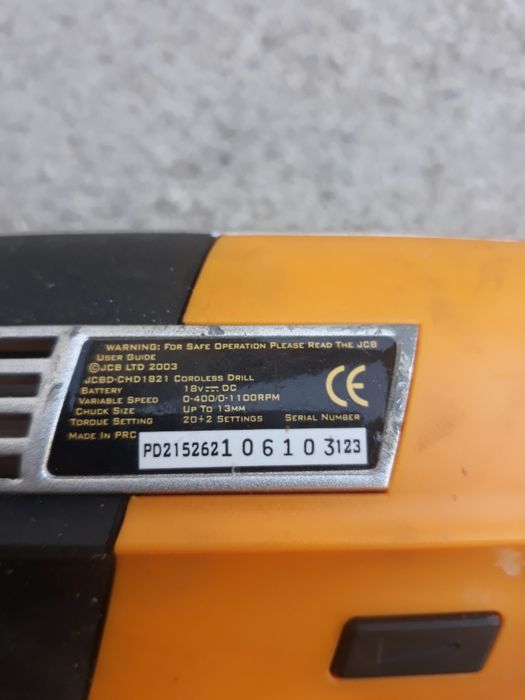 WARNING: FOR SAFE OPERATION PLEASE READ THE JCB
USER GUIDE
©JCB LTD 2003
JCBD-CHD1821 CORDLESS DRILL
BATTERY 18V⎓DC
VARIABLE SPEED 0-400/0-1100RPM
CHUCK SIZE UP TO 13MM
TORQUE SETTING 20+2 SETTINGS SERIAL NUMBER
MADE IN PRC
PD2152621 0 6 1 0 3123
CE